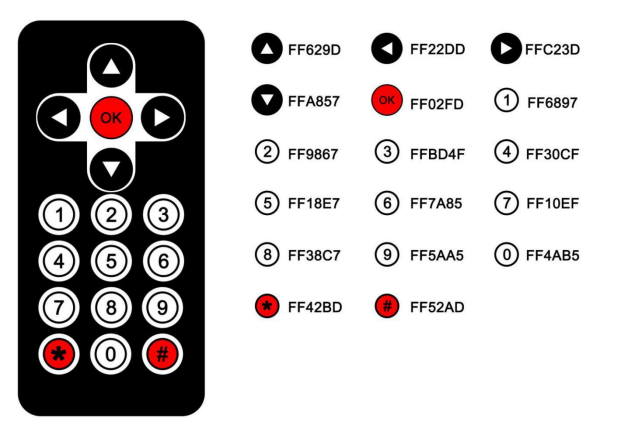 OK
1 2 3
4 5 6
7 8 9
* 0 #
FF629D FF22DD FFC23D
FFA857 OK FF02FD 1 FF6897
2 FF9867 3 FFBD4F 4 FF30CF
5 FF18E7 6 FF7A85 7 FF10EF
8 FF38C7 9 FF5AA5 0 FF4AB5
* FF42BD # FF52AD